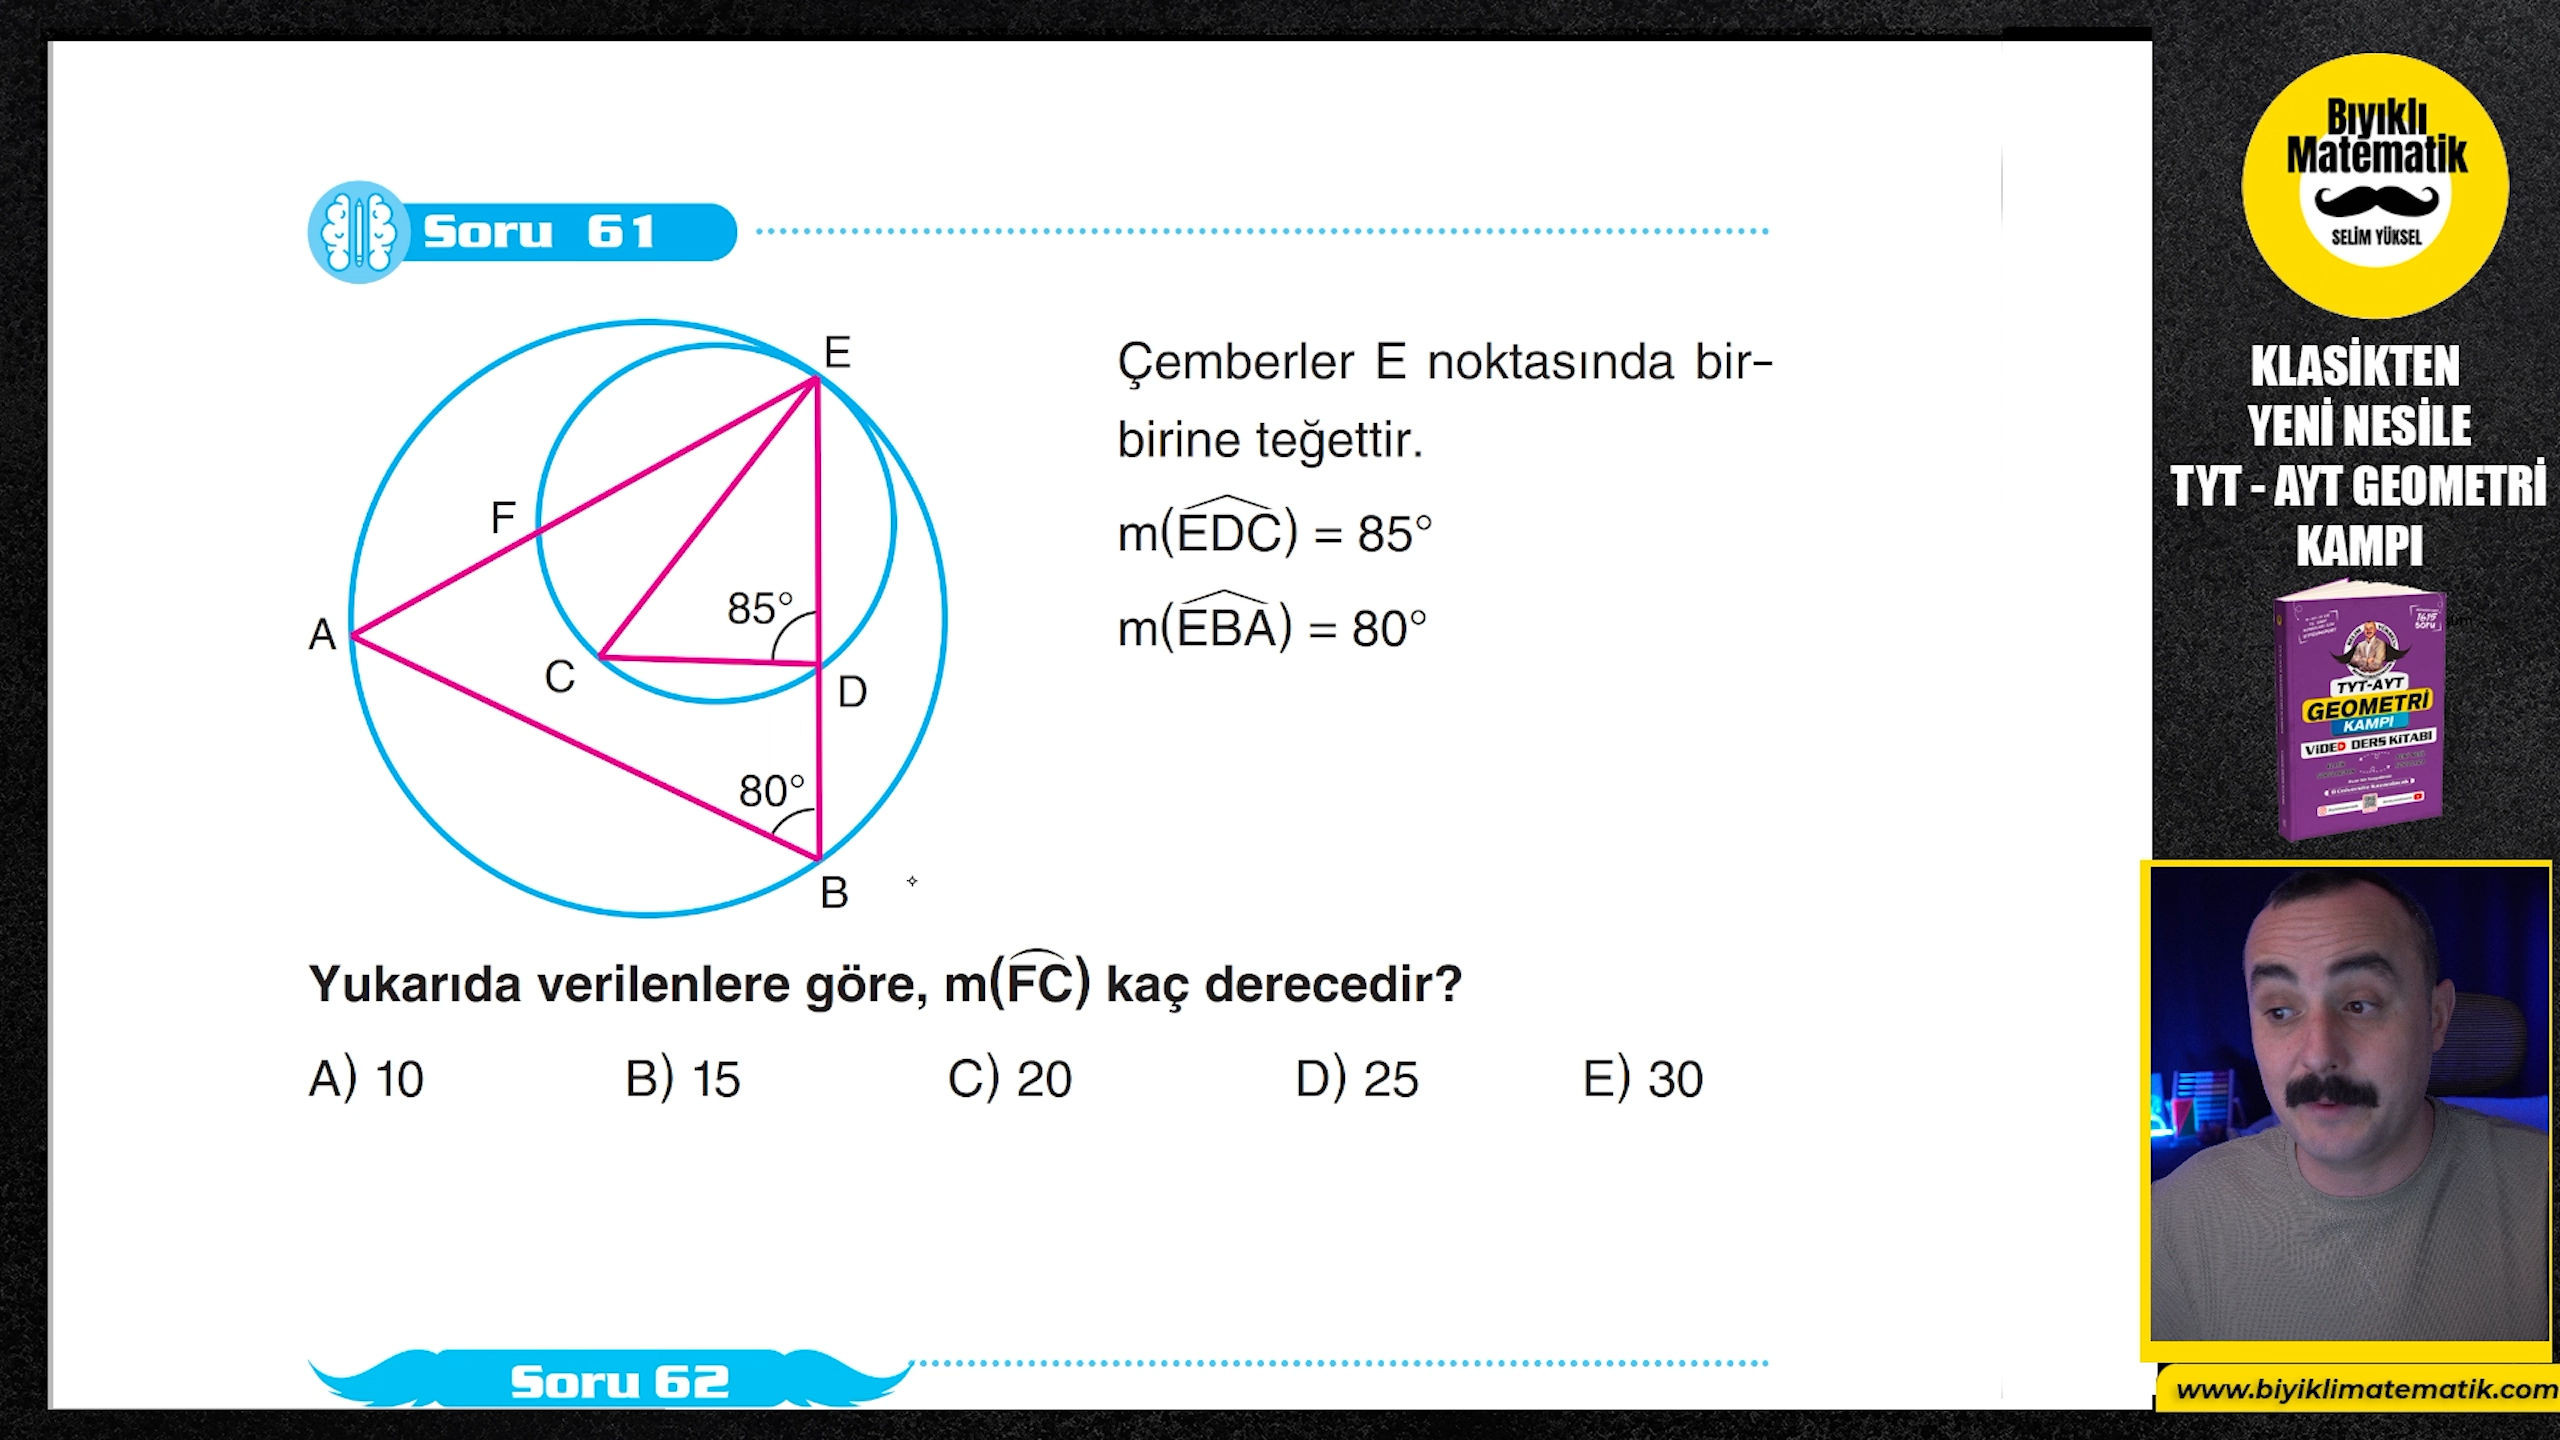 Soru 61
Çemberler E noktasında bir-
birine teğettir.
m(EDC) = 85°
m(EBA) = 80°
E
F
A
C
D
B
85°
80°
Yukarıda verilenlere göre, m(FC) kaç derecedir?
A) 10 B) 15 C) 20 D) 25 E) 30
Soru 62
Bıyıklı
Matematik
SELİM YÜKSEL
KLASİKTEN
YENİ NESİLE
TYT - AYT GEOMETRİ
KAMPI
1615
soru
TYT-AYT
GEOMETRİ
KAMPI
VİDEO DERS KİTABI
www.biyiklimatematik.com